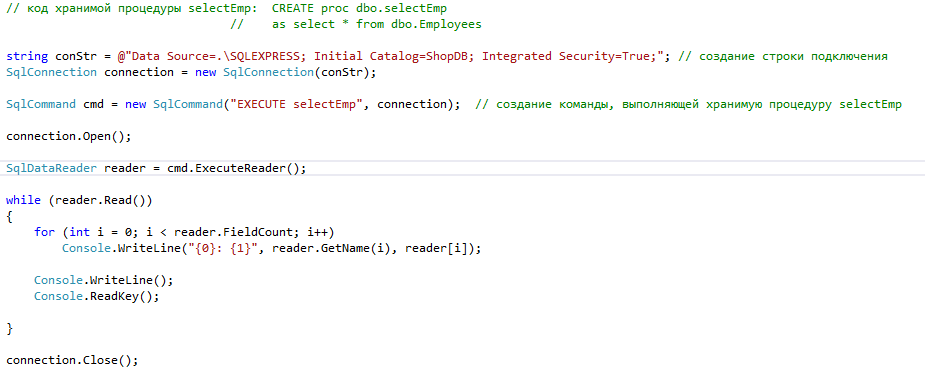 // код хранимой процедуры selectEmp:  CREATE proc dbo.selectEmp
//    as select * from dbo.Employees
string conStr = @"Data Source=.\SQLEXPRESS; Initial Catalog=ShopDB; Integrated Security=True;"; // создание строки подключения
SqlConnection connection = new SqlConnection(conStr);
SqlCommand cmd = new SqlCommand("EXECUTE selectEmp", connection);  // создание команды, выполняющей хранимую процедуру selectEmp
connection.Open();
SqlDataReader reader = cmd.ExecuteReader();
while (reader.Read())
{
    for (int i = 0; i < reader.FieldCount; i++)
        Console.WriteLine("{0}: {1}", reader.GetName(i), reader[i]);
    Console.WriteLine();
    Console.ReadKey();
}
connection.Close();